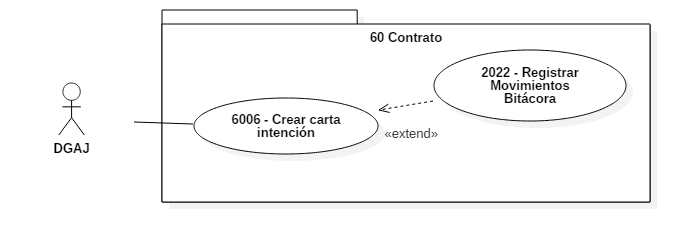 60 Contrato
2022 - Registrar
Movimientos
Bitácora
6006 - Crear carta
intención
«extend»
DGAJ